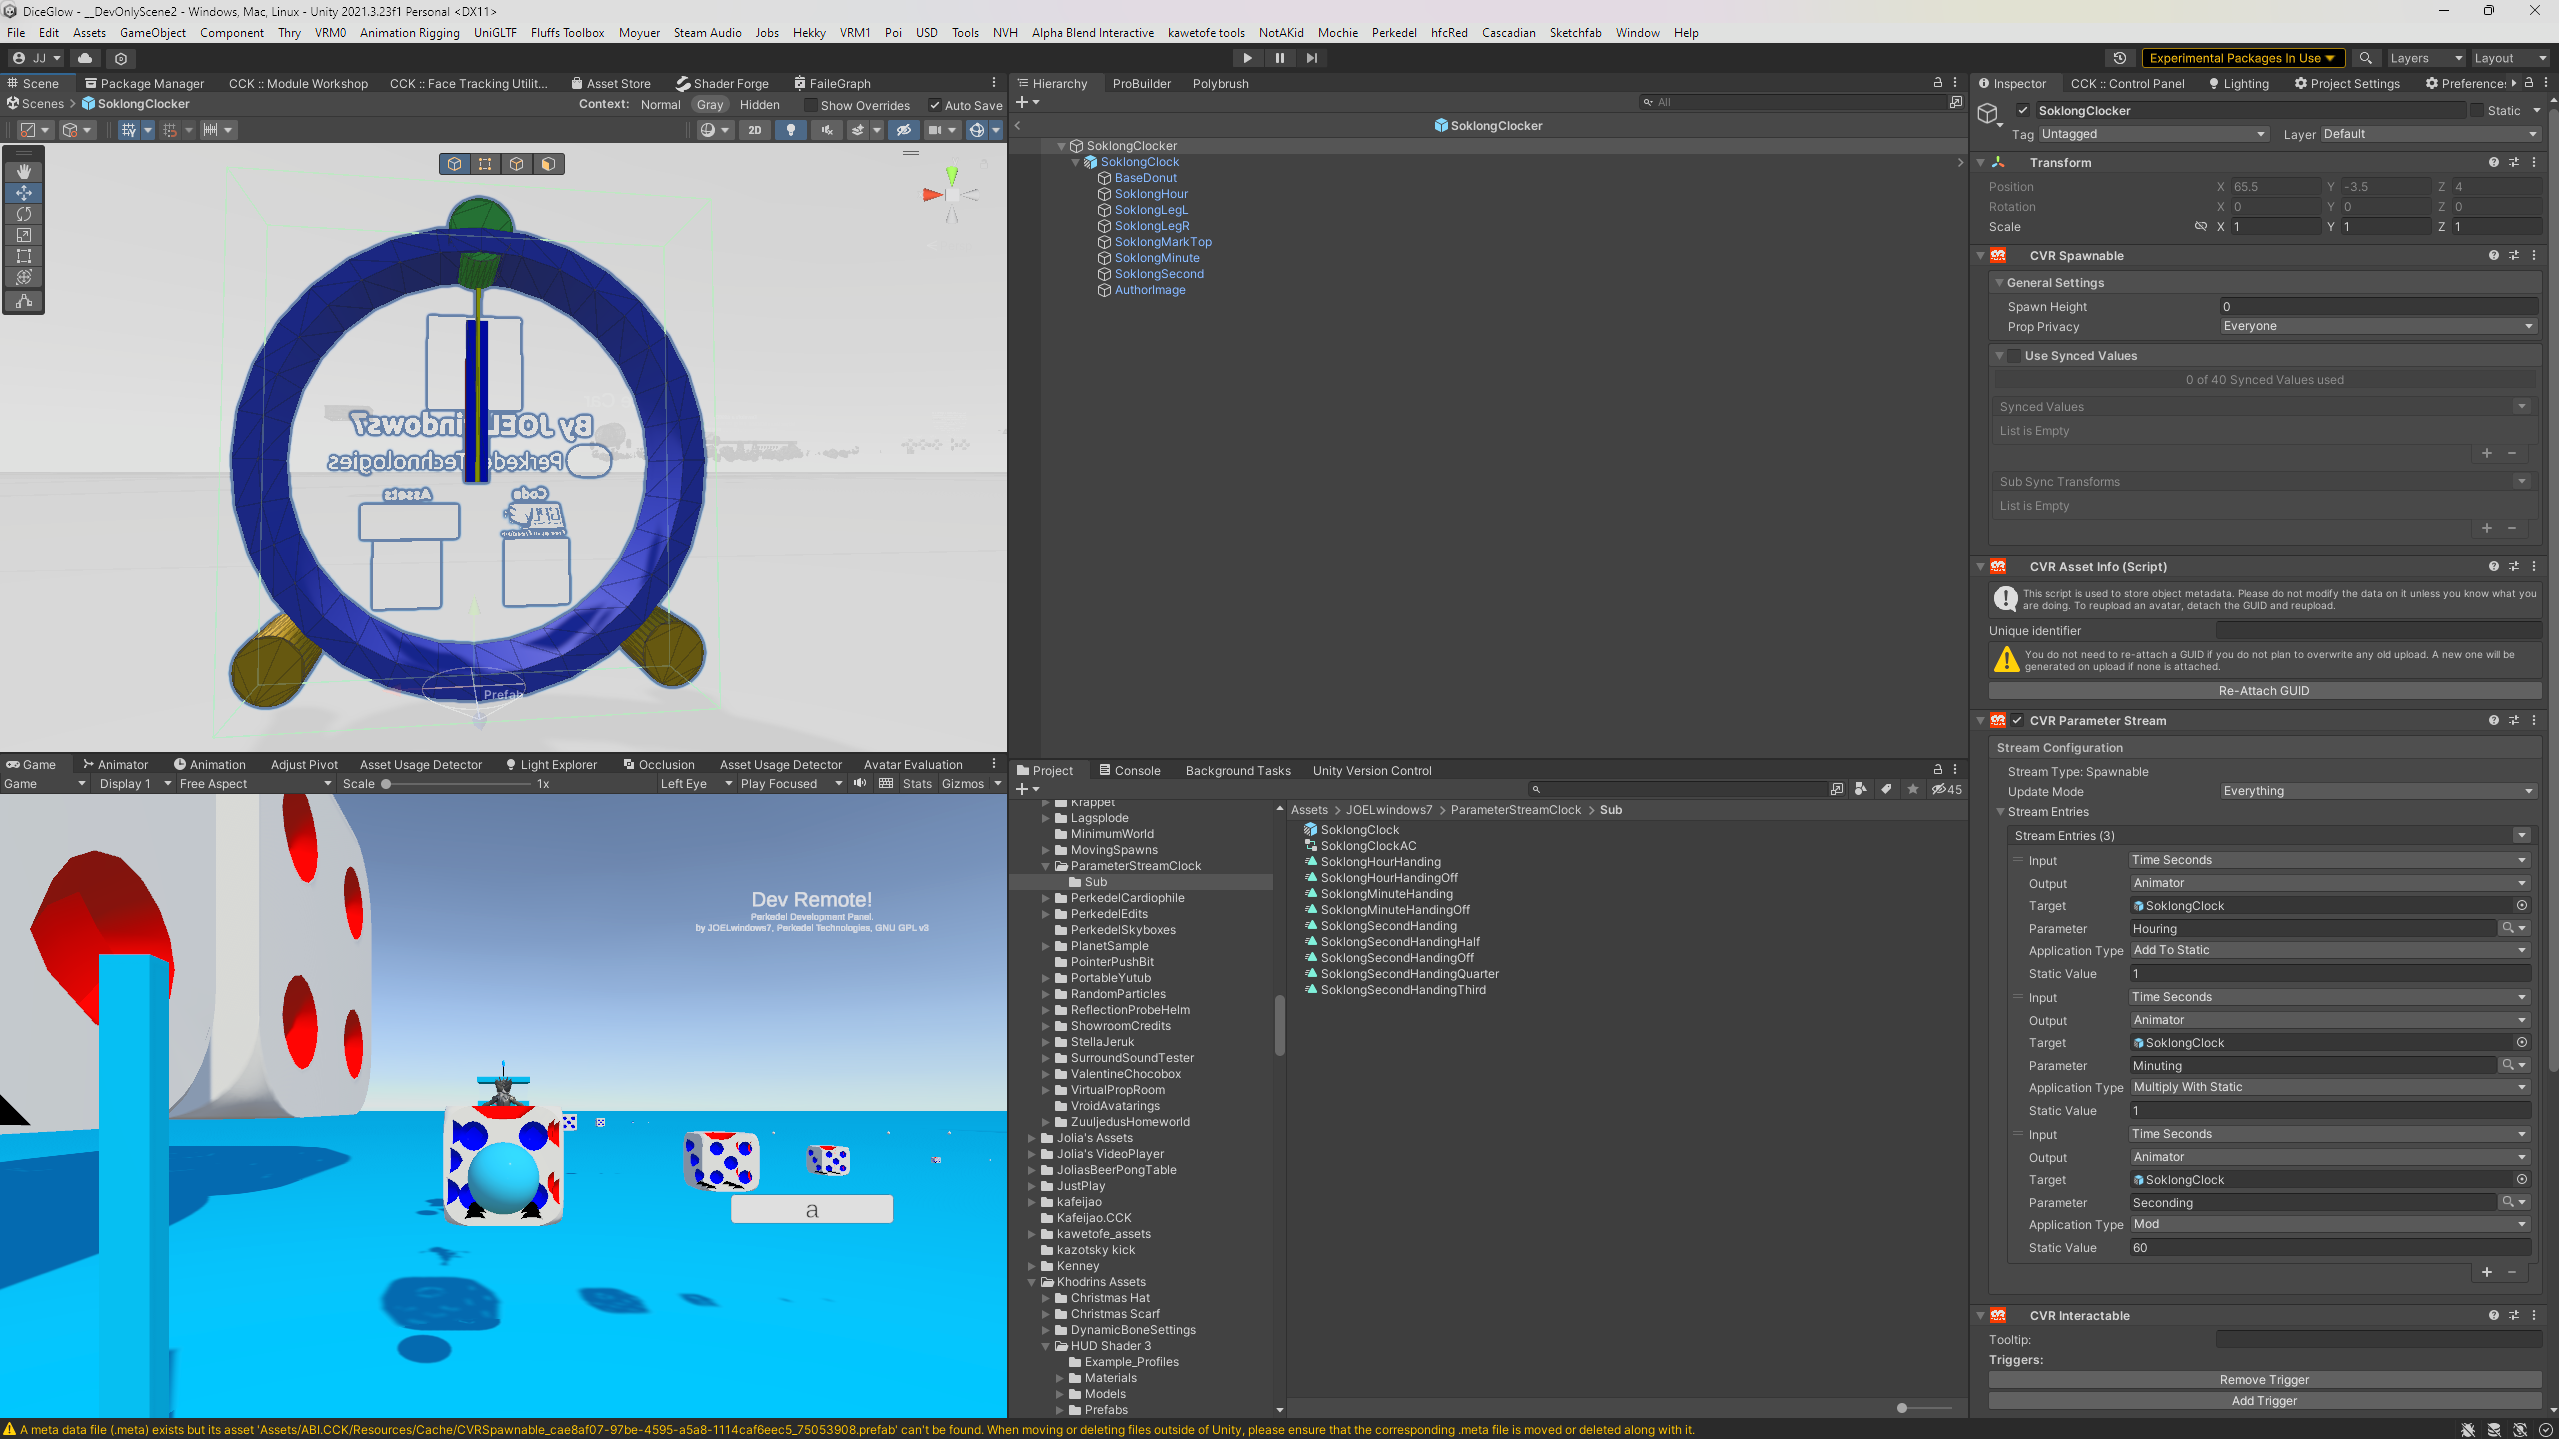 DiceGlow - __DevOnlyScene2 - Windows, Mac, Linux - Unity 2021.3.23f1 Personal <DX11>
File Edit Assets GameObject Component Thry VRM0 Animation Rigging UniGLTF Fluffs Toolbox Moyuer Steam Audio Jobs Hekky VRM1 Poi USD Tools NVH Alpha Blend Interactive kawetofe tools NotAKid Mochie Perkedel hfcRed Cascadian Sketchfab Window Help
JJ
Experimental Packages In Use
Layers
Layout
Scene Package Manager CCK :: Module Workshop CCK :: Face Tracking Utilit... Asset Store Shader Forge FaileGraph
Scenes SoklongClocker
Context: Normal Gray Hidden Show Overrides Auto Save
2D
By JOELwindows7
Perkedel Technologies
Assets
Code
Prefab
Hierarchy ProBuilder Polybrush
All
SoklongClocker
SoklongClocker
SoklongClock
BaseDonut
SoklongHour
SoklongLegL
SoklongLegR
SoklongMarkTop
SoklongMinute
SoklongSecond
AuthorImage
Game Animator Animation Adjust Pivot Asset Usage Detector Light Explorer Occlusion Asset Usage Detector Avatar Evaluation
Game Display 1 Free Aspect Scale 1x Left Eye Play Focused Stats Gizmos
Dev Remote!
Perkedel Development Panel.
by JOELwindows7, Perkedel Technologies, GNU GPL v3
a
Project Console Background Tasks Unity Version Control
45
Krappet
Lagsplode
MinimumWorld
MovingSpawns
ParameterStreamClock
Sub
PerkedelCardiophile
PerkedelEdits
PerkedelSkyboxes
PlanetSample
PointerPushBit
PortableYutub
RandomParticles
ReflectionProbeHelm
ShowroomCredits
StellaJeruk
SurroundSoundTester
ValentineChocobox
VirtualPropRoom
VroidAvatarings
ZuuljedusHomeworld
Jolia's Assets
Jolia's VideoPlayer
JoliasBeerPongTable
JustPlay
kafeijao
Kafeijao.CCK
kawetofe_assets
kazotsky kick
Kenney
Khodrins Assets
Christmas Hat
Christmas Scarf
DynamicBoneSettings
HUD Shader 3
Example_Profiles
Materials
Models
Prefabs
Assets JOELwindows7 ParameterStreamClock Sub
SoklongClock
SoklongClockAC
SoklongHourHanding
SoklongHourHandingOff
SoklongMinuteHanding
SoklongMinuteHandingOff
SoklongSecondHanding
SoklongSecondHandingHalf
SoklongSecondHandingOff
SoklongSecondHandingQuarter
SoklongSecondHandingThird
Inspector CCK :: Control Panel Lighting Project Settings Preferences
SoklongClocker Static
Tag Untagged Layer Default
Transform
Position X 65.5 Y -3.5 Z 4
Rotation X 0 Y 0 Z 0
Scale X 1 Y 1 Z 1
CVR Spawnable
General Settings
Spawn Height 0
Prop Privacy Everyone
Use Synced Values
0 of 40 Synced Values used
Synced Values
List is Empty
Sub Sync Transforms
List is Empty
CVR Asset Info (Script)
This script is used to store object metadata. Please do not modify the data on it unless you know what you
are doing. To reupload an avatar, detach the GUID and reupload.
Unique identifier
You do not need to re-attach a GUID if you do not plan to overwrite any old upload. A new one will be
generated on upload if none is attached.
Re-Attach GUID
CVR Parameter Stream
Stream Configuration
Stream Type: Spawnable
Update Mode Everything
Stream Entries
Stream Entries (3)
Input Time Seconds
Output Animator
Target SoklongClock
Parameter Houring
Application Type Add To Static
Static Value 1
Input Time Seconds
Output Animator
Target SoklongClock
Parameter Minuting
Application Type Multiply With Static
Static Value 1
Input Time Seconds
Output Animator
Target SoklongClock
Parameter Seconding
Application Type Mod
Static Value 60
CVR Interactable
Tooltip:
Triggers:
Remove Trigger
Add Trigger
A meta data file (.meta) exists but its asset 'Assets/ABI.CCK/Resources/Cache/CVRSpawnable_cae8af07-97be-4595-a5a8-1114caf6eec5_75053908.prefab' can't be found. When moving or deleting files outside of Unity, please ensure that the corresponding .meta file is moved or deleted along with it.